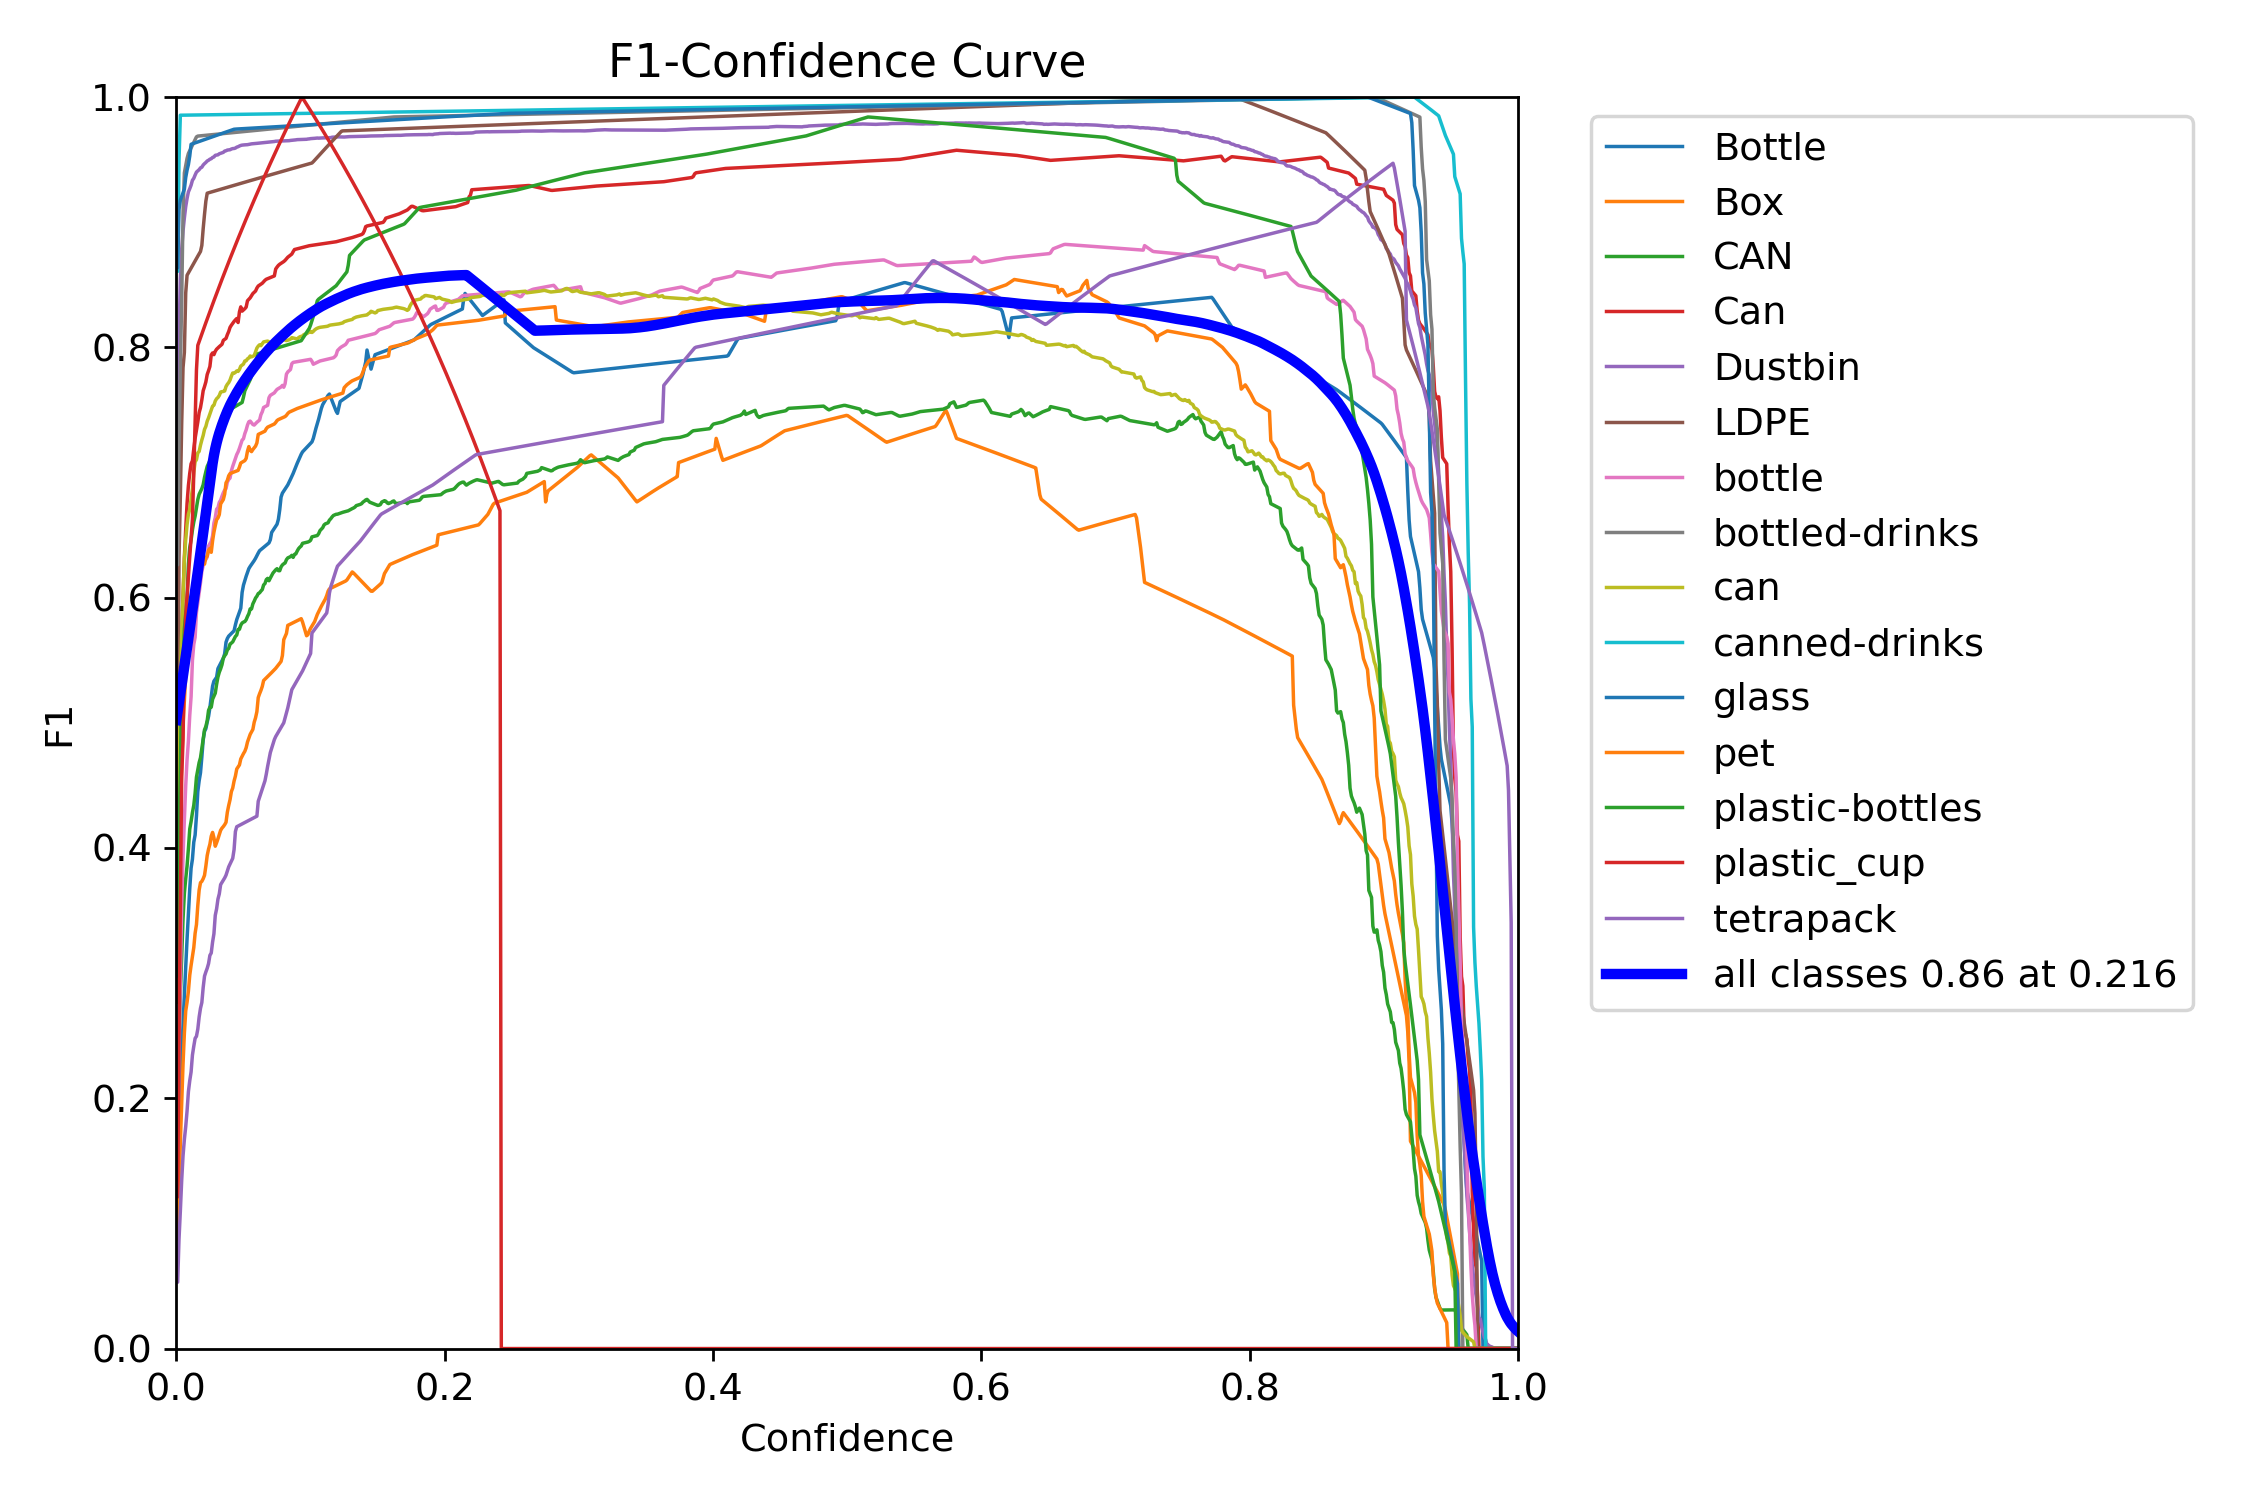 F1-Confidence Curve
1.0
0.8
0.6
0.4
0.2
0.0
F1
0.0 0.2 0.4 0.6 0.8 1.0
Confidence
Bottle
Box
CAN
Can
Dustbin
LDPE
bottle
bottled-drinks
can
canned-drinks
glass
pet
plastic-bottles
plastic_cup
tetrapack
all classes 0.86 at 0.216